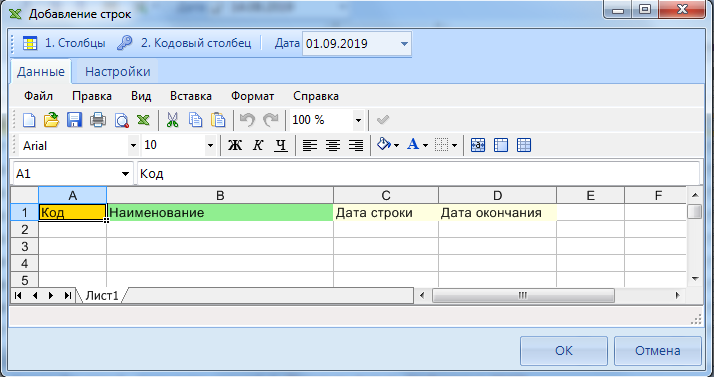 Добавление строк
1. Столбцы 2. Кодовый столбец Дата 01.09.2019
Данные Настройки
Файл Правка Вид Вставка Формат Справка
100 %
Arial 10 Ж К Ч А
A1 Код
A B C D E F
1 Код Наименование Дата строки Дата окончания
2
3
4
5
Лист1
ОК Отмена